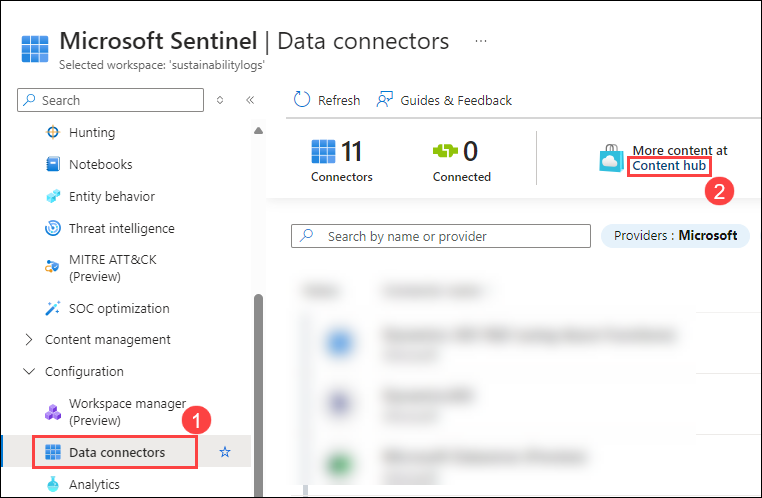 Microsoft Sentinel | Data connectors ...
Selected workspace: 'sustainabilitylogs'
Search
Hunting
Notebooks
Entity behavior
Threat intelligence
MITRE ATT&CK
(Preview)
SOC optimization
Content management
Configuration
Workspace manager
(Preview)
1
Data connectors
Analytics
Refresh
Guides & Feedback
11
Connectors
0
Connected
More content at
Content hub
2
Search by name or provider
Providers : Microsoft